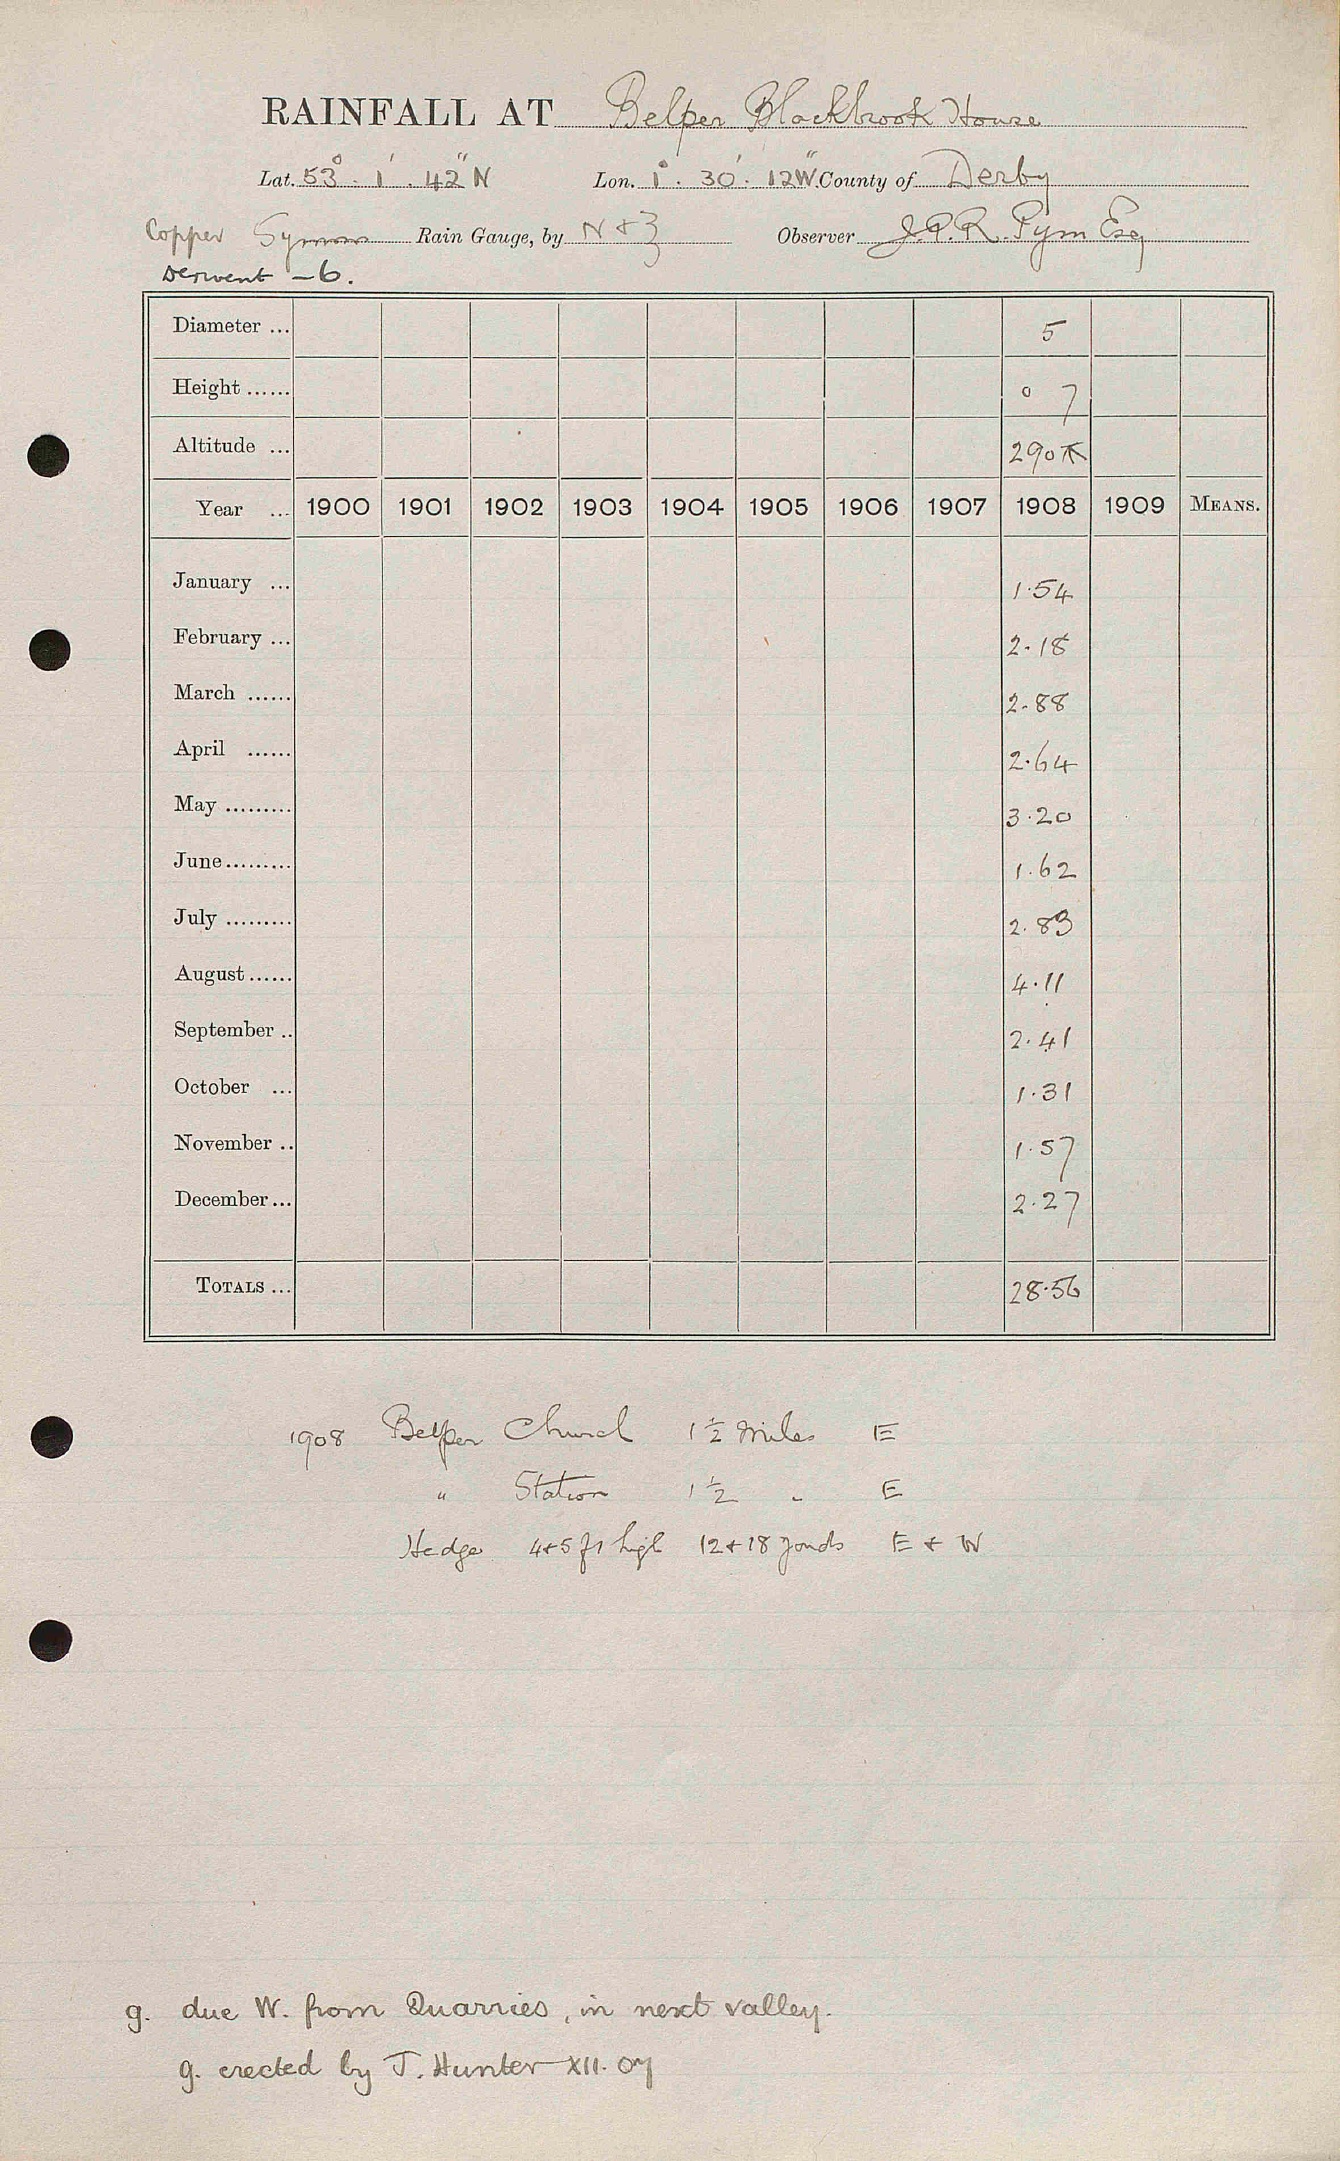 RAINFALL AT Belper Blackbrook House
Lat. 53° . 1' . 42" N Lon. 1° . 30' . 12" W. County of Derby
Copper Symons Rain Gauge, by N & Z Observer J.P.R. Pym Esq
Derwent - 6.
Diameter ... 5
Height ...... 0 7
Altitude ... 290 ft
Year ... 1900 1901 1902 1903 1904 1905 1906 1907 1908 1909 MEANS.
January ... 1.54
February ... 2.18
March ...... 2.88
April ...... 2.64
May ......... 3.20
June......... 1.62
July ......... 2.83
August...... 4.11
September .. 2.41
October ... 1.31
November .. 1.57
December... 2.27
TOTALS ... 28.56
1908 Belper Church 1½ Miles E
" Station 1½ " E
Hedge 4+5 ft high 12+18 yards E + W
g. due W. from Quarries, in next valley.
g. erected by J. Hunter XII. 07